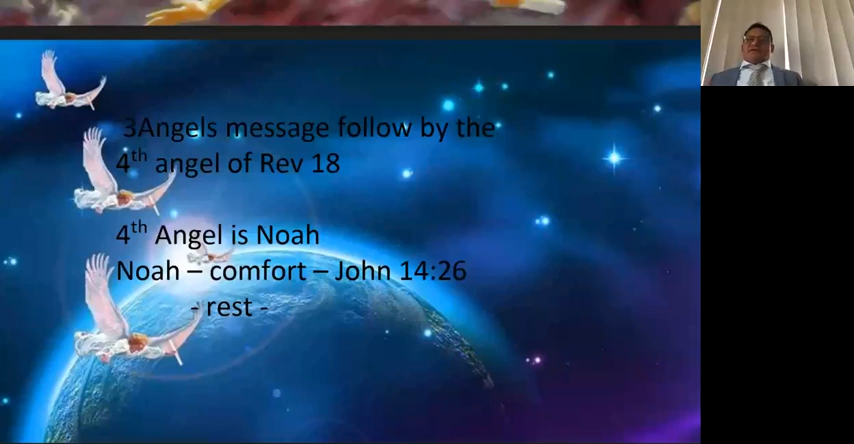 3Angels message follow by the
4th angel of Rev 18
4th Angel is Noah
Noah – comfort – John 14:26
- rest -